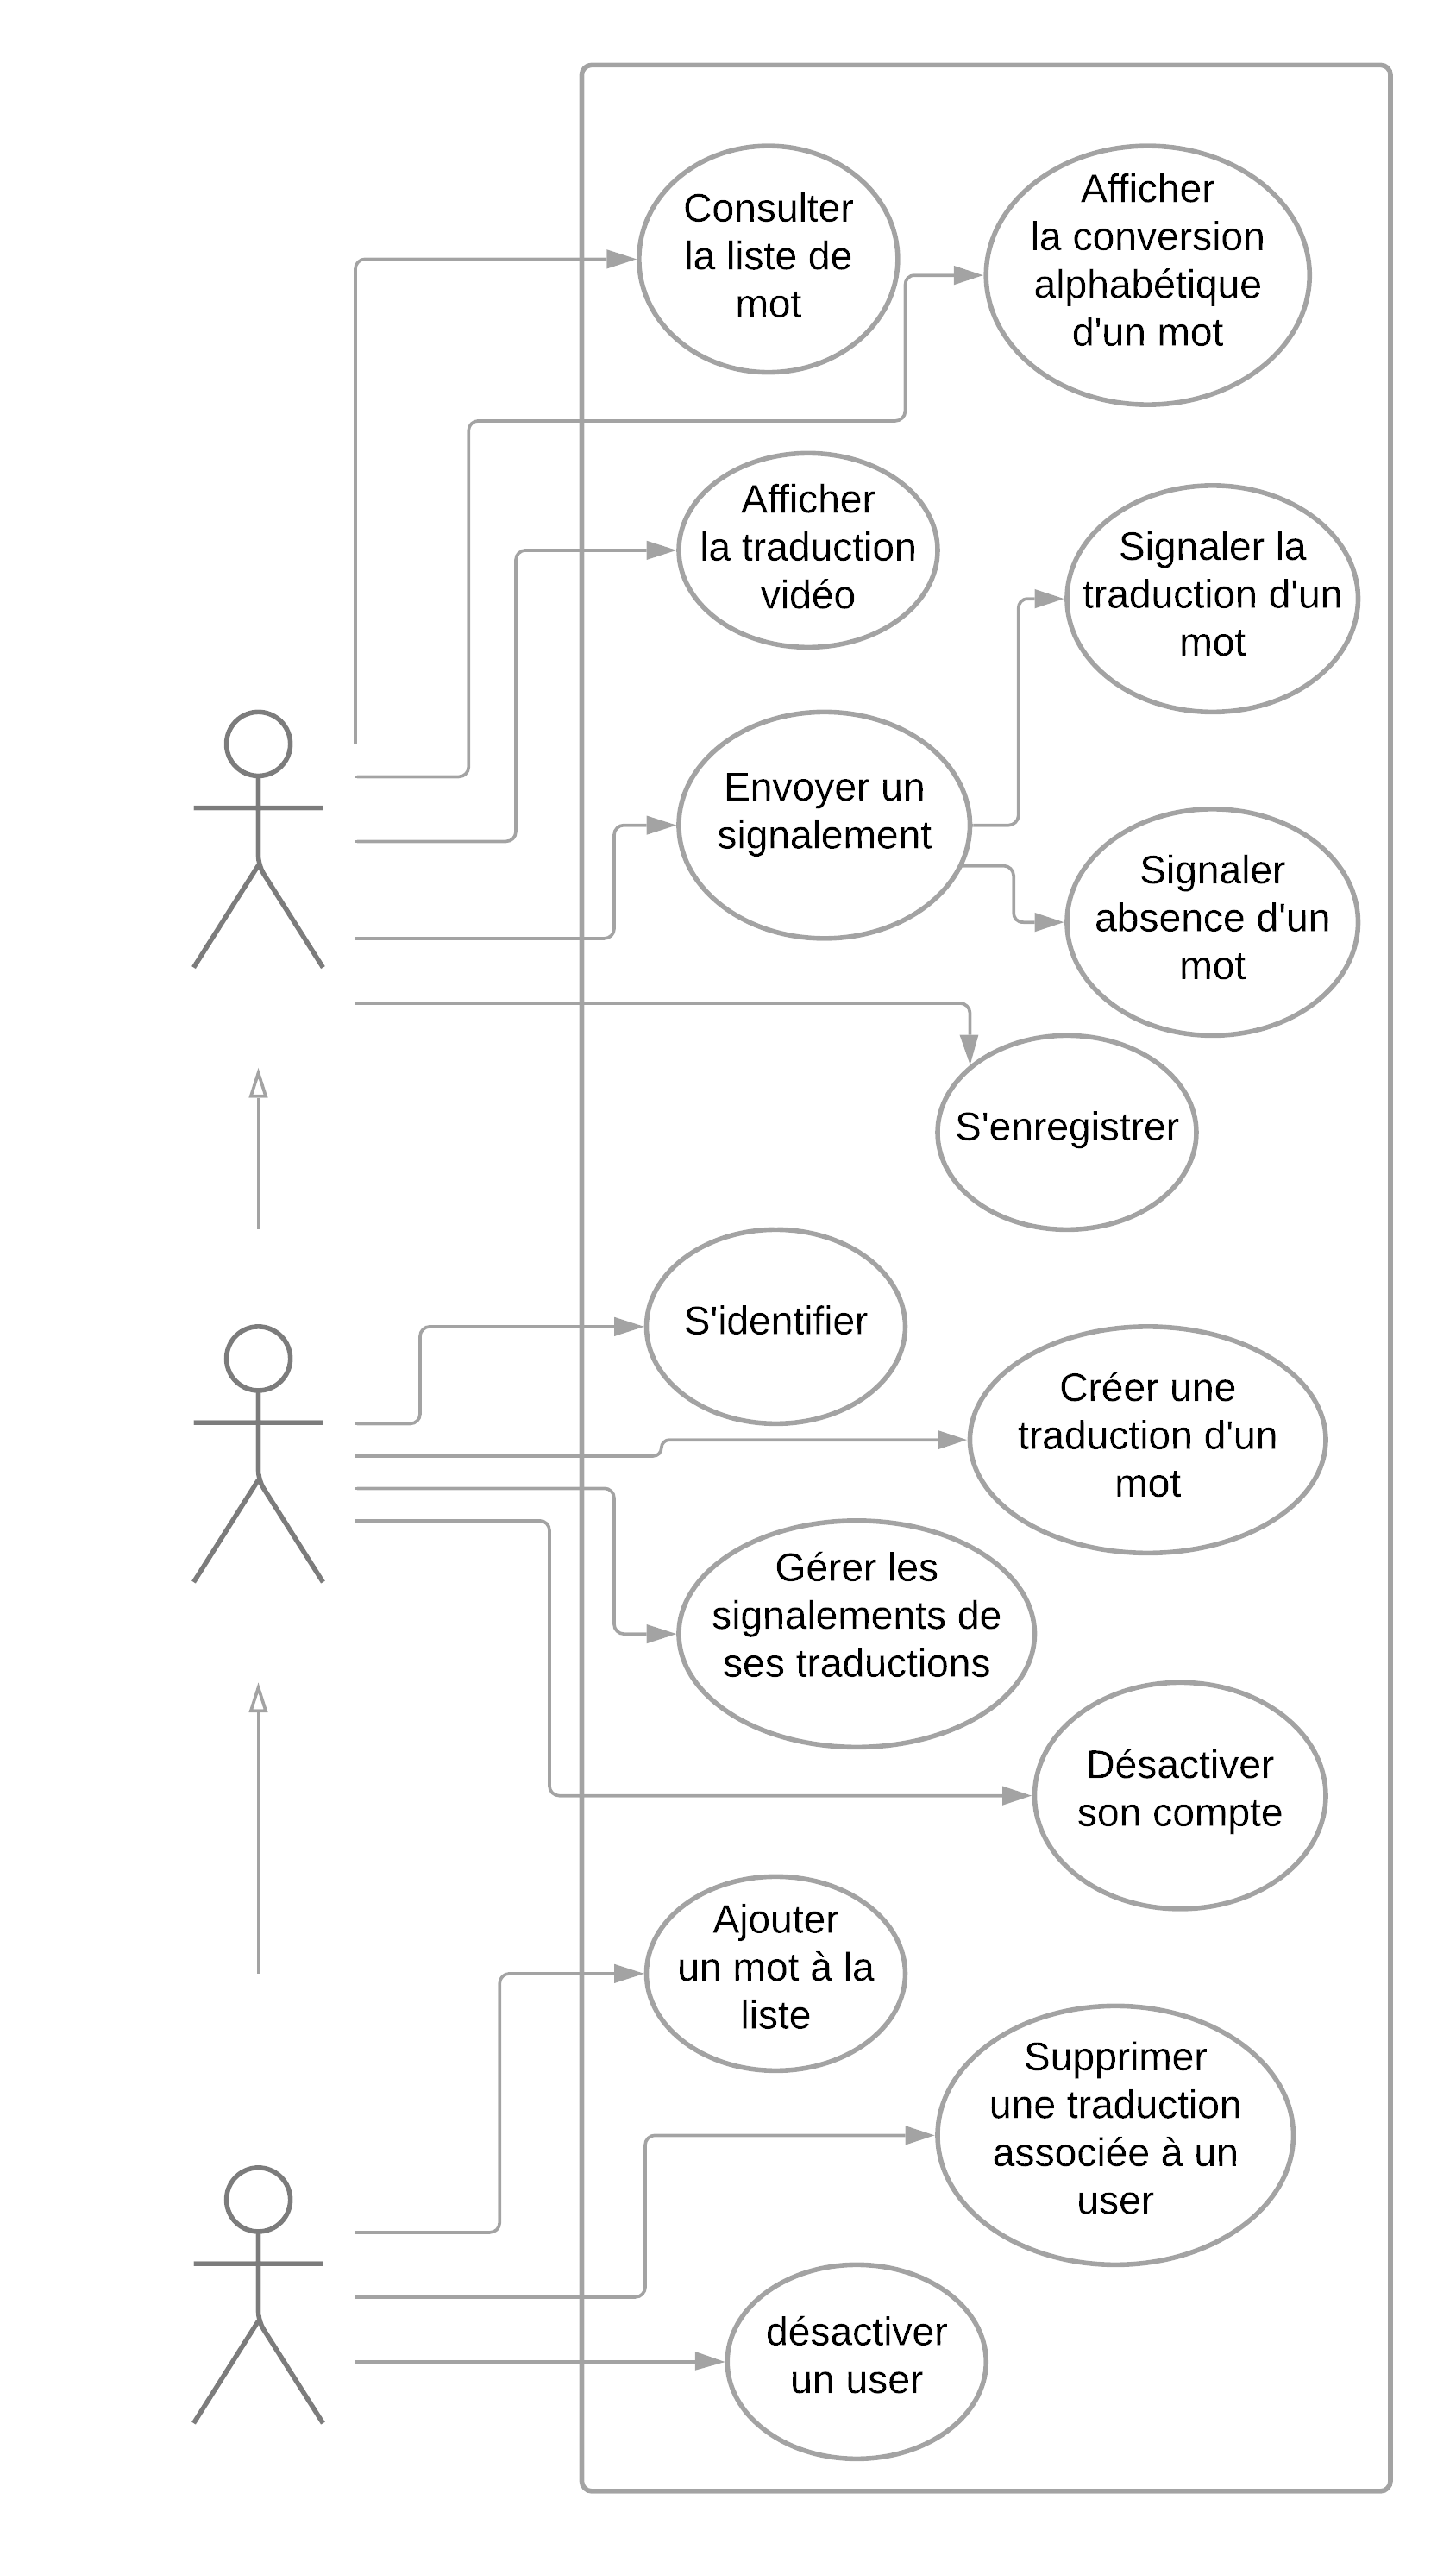 Consulter
la liste de
mot
Afficher
la conversion
alphabétique
d'un mot
Afficher
la traduction
vidéo
Signaler la
traduction d'un
mot
Envoyer un
signalement
Signaler
absence d'un
mot
S'enregistrer
S'identifier
Créer une
traduction d'un
mot
Gérer les
signalements de
ses traductions
Désactiver
son compte
Ajouter
un mot à la
liste
Supprimer
une traduction
associée à un
user
désactiver
un user